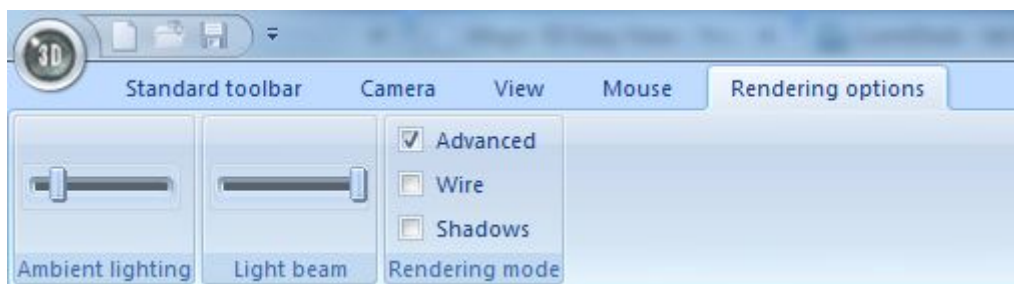 3D
Standard toolbar Camera View Mouse Rendering options
Advanced
Wire
Shadows
Ambient lighting Light beam Rendering mode